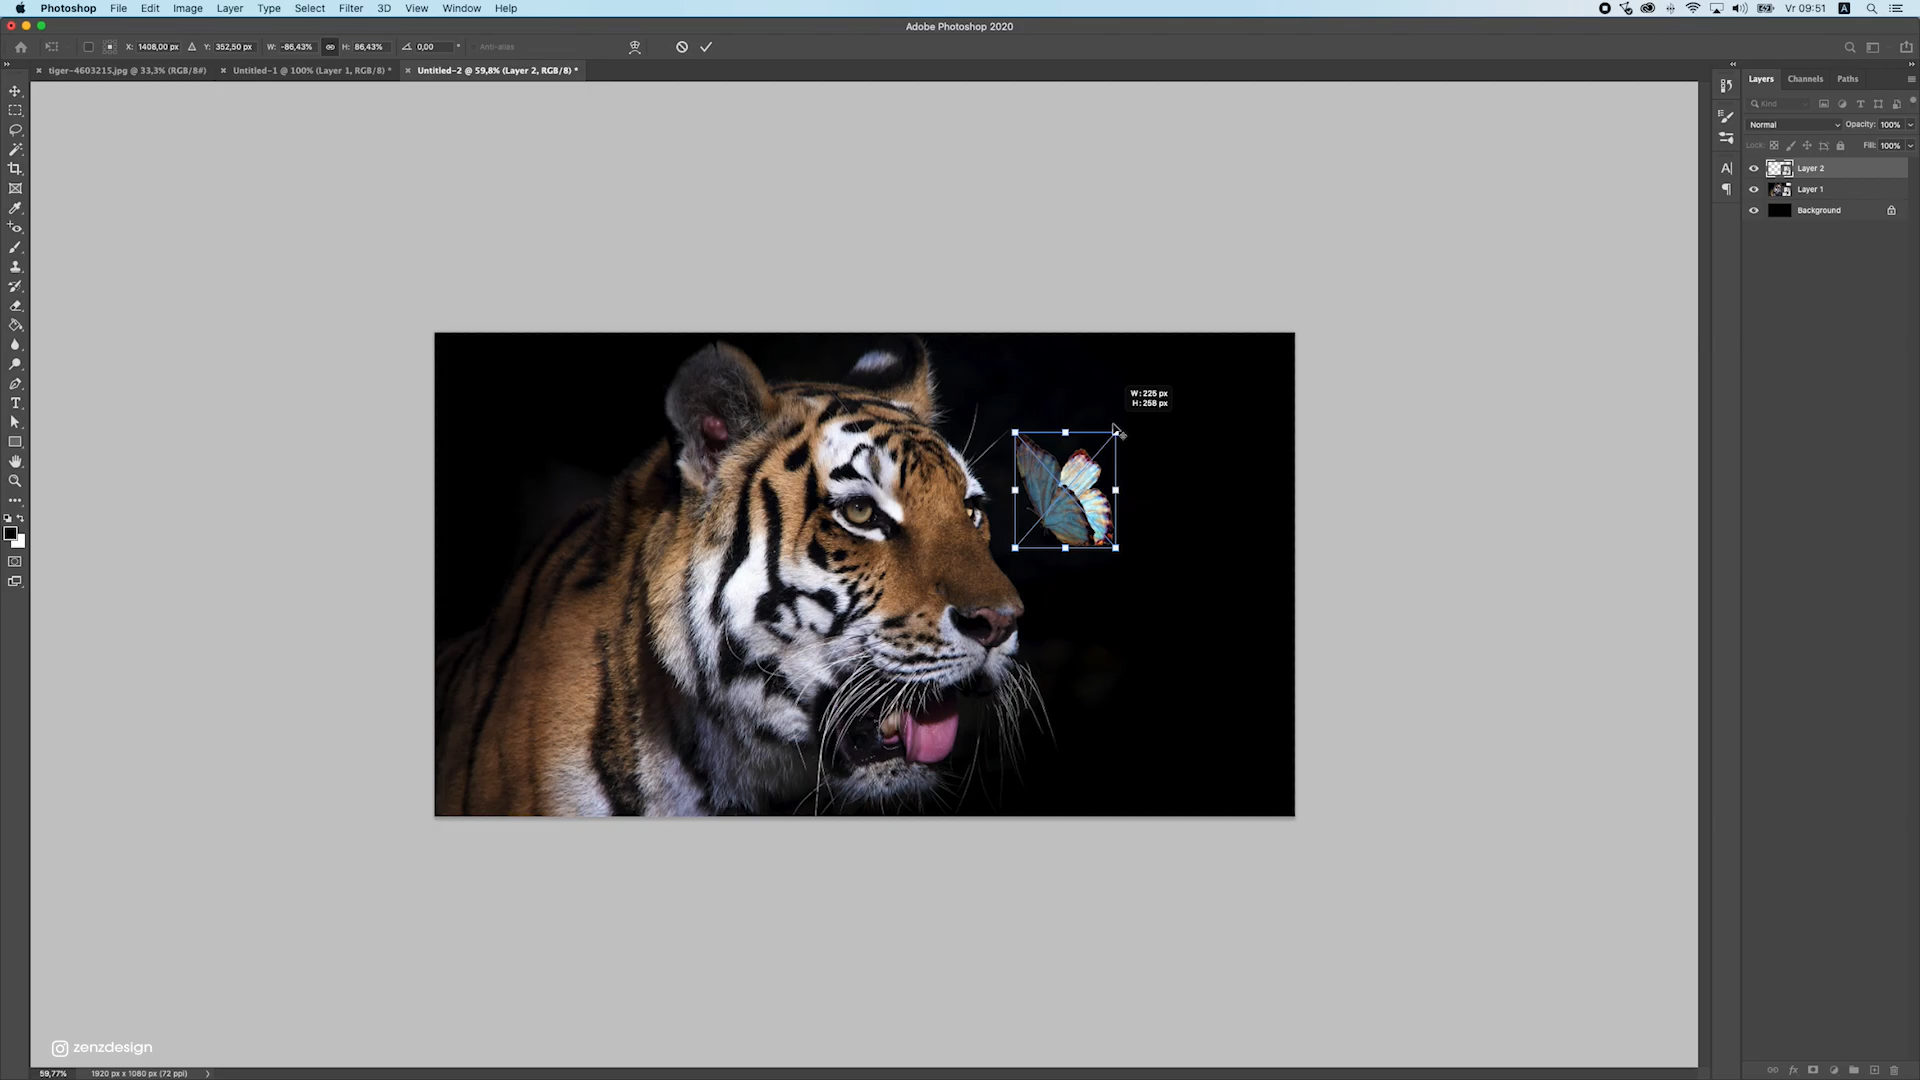 Photoshop File Edit Image Layer Type Select Filter 3D View Window Help Vr 09:51 A
Adobe Photoshop 2020
X: 1408,00 px Y: 352,50 px W: -86,43% H: 86,43% 0,00 ° Anti-alias
× tiger-4603215.jpg @ 33,3% (RGB/8#) × Untitled-1 @ 100% (Layer 1, RGB/8) * × Untitled-2 @ 59,8% (Layer 2, RGB/8) *
Layers Channels Paths
Kind
Normal Opacity: 100%
Lock: Fill: 100%
Layer 2
Layer 1
Background
W: 225 px
H: 258 px
zenzdesign
59,77% 1920 px x 1080 px (72 ppi)